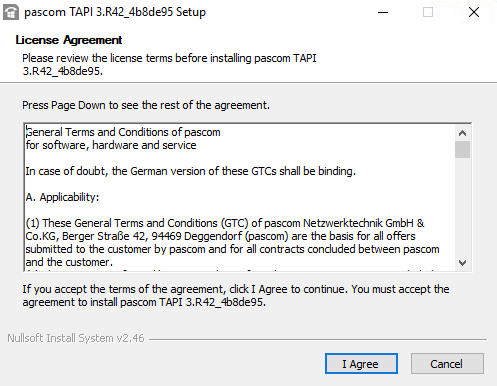 pascom TAPI 3.R42_4b8de95 Setup
License Agreement
Please review the license terms before installing pascom TAPI
3.R42_4b8de95.
Press Page Down to see the rest of the agreement.
General Terms and Conditions of pascom
for software, hardware and service
In case of doubt, the German version of these GTCs shall be binding.
A. Applicability:
(1) These General Terms and Conditions (GTC) of pascom Netzwerktechnik GmbH &
Co.KG, Berger Straße 42, 94469 Deggendorf (pascom) are the basis for all offers
submitted to the customer by pascom and for all contracts concluded between pascom
and the customer.
If you accept the terms of the agreement, click I Agree to continue. You must accept the
agreement to install pascom TAPI 3.R42_4b8de95.
Nullsoft Install System v2.46
I Agree
Cancel